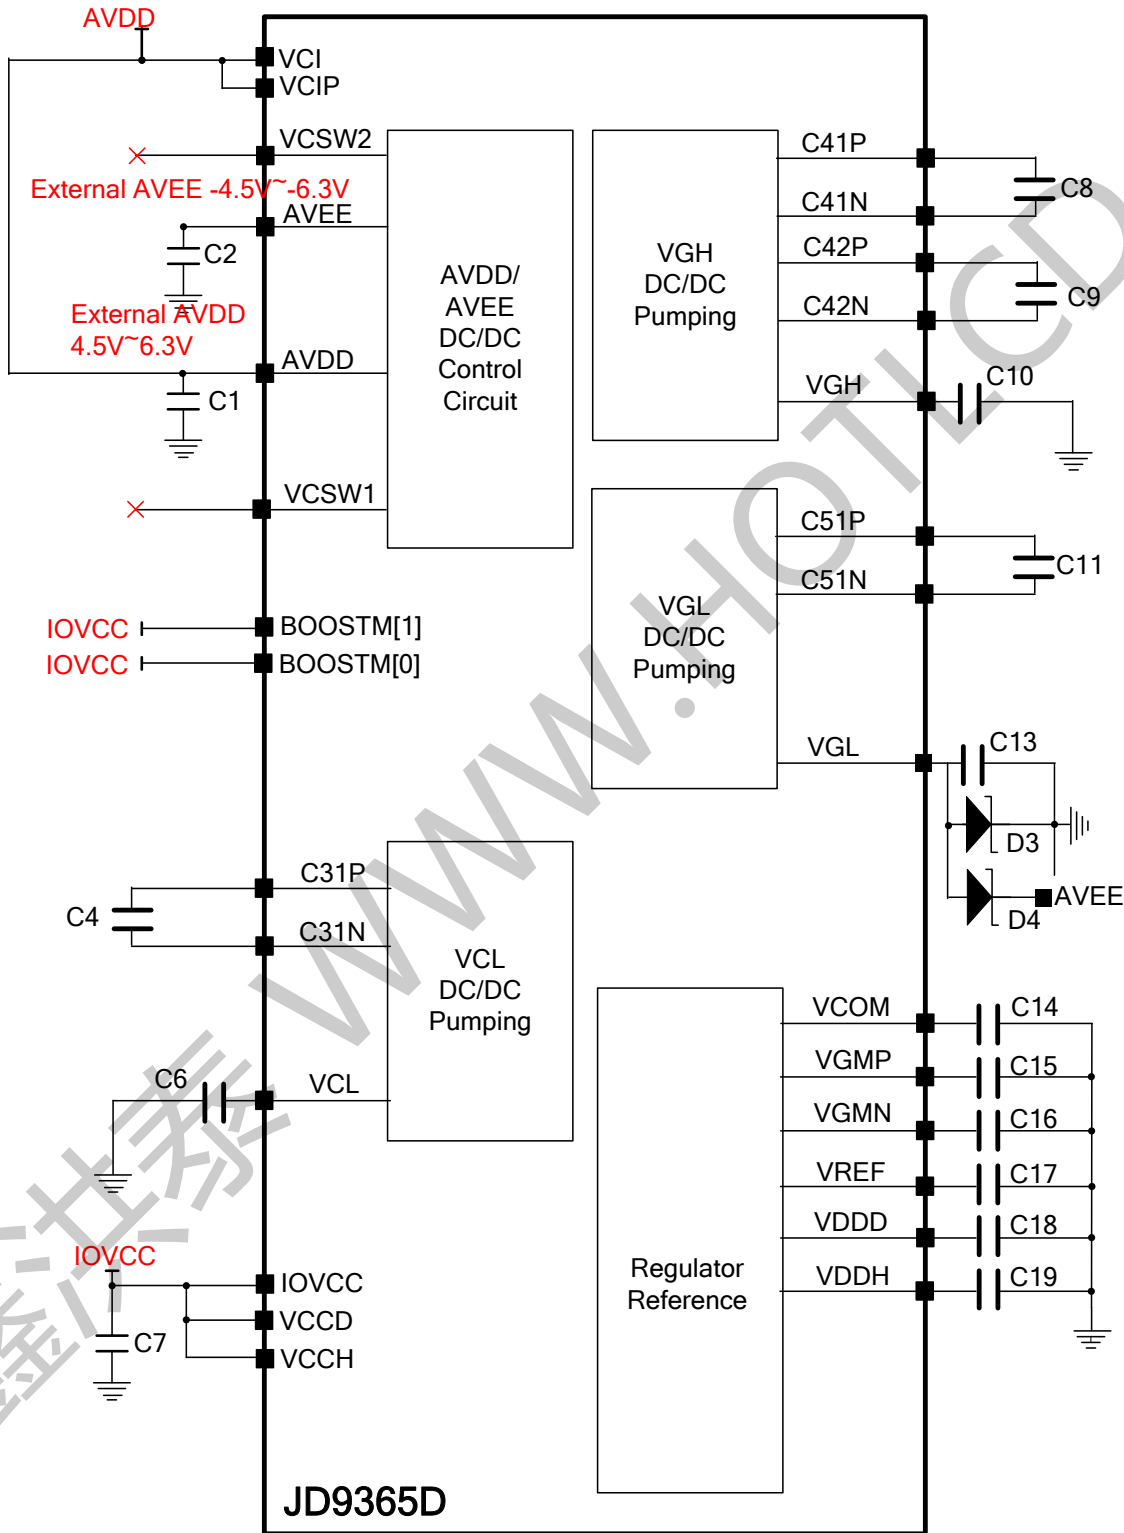 AVDD
VCI
VCIP
VCSW2
External AVEE -4.5V~-6.3V
AVEE
C2
External AVDD
4.5V~6.3V
AVDD
C1
VCSW1
AVDD/
AVEE
DC/DC
Control
Circuit
IOVCC
BOOSTM[1]
IOVCC
BOOSTM[0]
C31P
C4
C31N
VCL
DC/DC
Pumping
C6
VCL
IOVCC
IOVCC
VCCD
C7
VCCH
VGH
DC/DC
Pumping
C41P
C8
C41N
C42P
C9
C42N
VGH
C10
VGL
DC/DC
Pumping
C51P
C11
C51N
VGL
C13
D3
D4
AVEE
Regulator
Reference
VCOM
C14
VGMP
C15
VGMN
C16
VREF
C17
VDDD
C18
VDDH
C19
JD9365D
鑫洪泰 WWW.HOTLCD